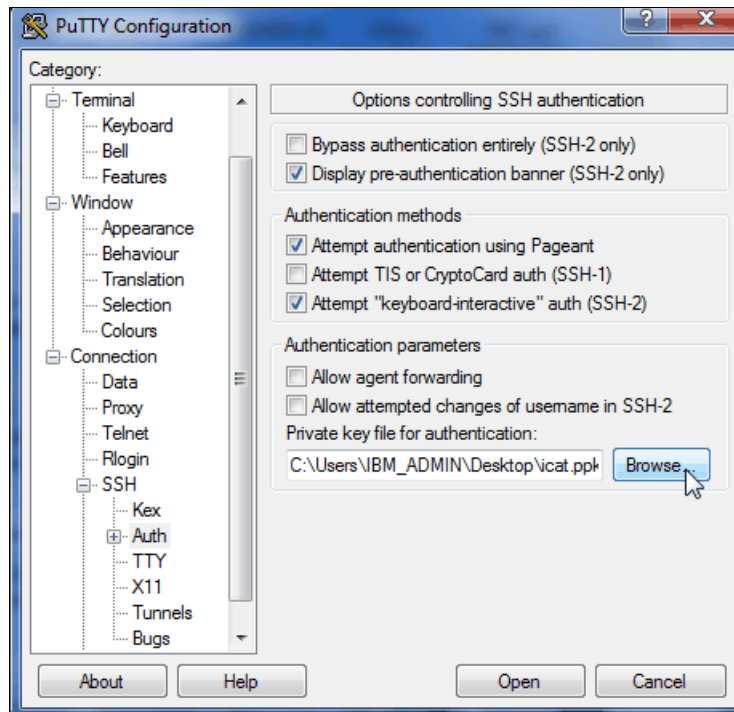 PuTTY Configuration
?
X
Category:
Terminal
Keyboard
Bell
Features
Window
Appearance
Behaviour
Translation
Selection
Colours
Connection
Data
Proxy
Telnet
Rlogin
SSH
Kex
Auth
TTY
X11
Tunnels
Bugs
Options controlling SSH authentication
Bypass authentication entirely (SSH-2 only)
Display pre-authentication banner (SSH-2 only)
Authentication methods
Attempt authentication using Pageant
Attempt TIS or CryptoCard auth (SSH-1)
Attempt "keyboard-interactive" auth (SSH-2)
Authentication parameters
Allow agent forwarding
Allow attempted changes of username in SSH-2
Private key file for authentication:
C:\Users\IBM_ADMIN\Desktop\icat.ppk
Browse...
About
Help
Open
Cancel